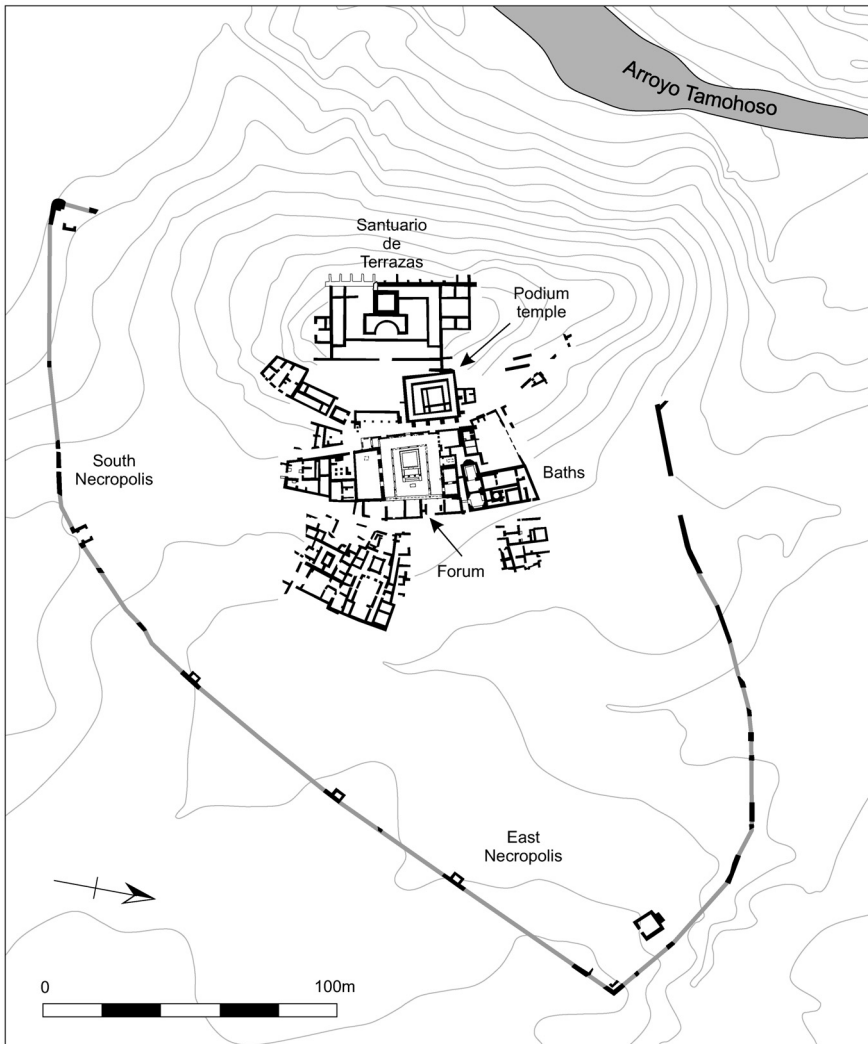 Arroyo Tamohoso
Santuario
de
Terrazas
Podium
temple
South
Necropolis
Baths
Forum
East
Necropolis
0
100m